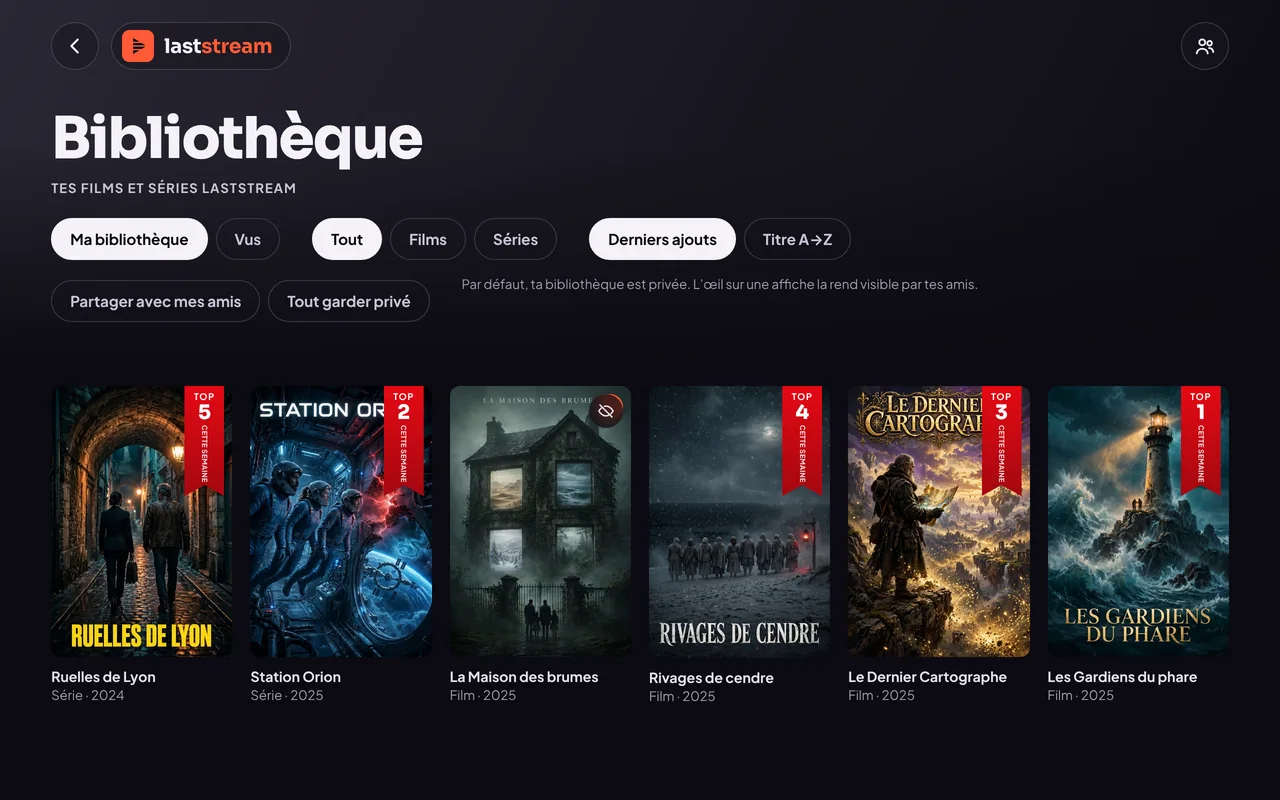 laststream
Bibliothèque
TES FILMS ET SÉRIES LASTSTREAM
Ma bibliothèque
Vus
Tout
Films
Séries
Derniers ajouts
Titre A→Z
Partager avec mes amis
Tout garder privé
Par défaut, ta bibliothèque est privée. L'œil sur une affiche la rend visible par tes amis.
TOP
5
CETTE SEMAINE
RUELLES DE LYON
Ruelles de Lyon
Série · 2024
STATION OR
TOP
2
CETTE SEMAINE
Station Orion
Série · 2025
LA MAISON DES BRUME
La Maison des brumes
Film · 2025
TOP
4
CETTE SEMAINE
RIVAGES DE CENDRE
Rivages de cendre
Film · 2025
LE DERNIER
CARTOGRAP
TOP
3
CETTE SEMAINE
Le Dernier Cartographe
Film · 2025
TOP
1
CETTE SEMAINE
LES GARDIENS
DU PHARE
Les Gardiens du phare
Film · 2025